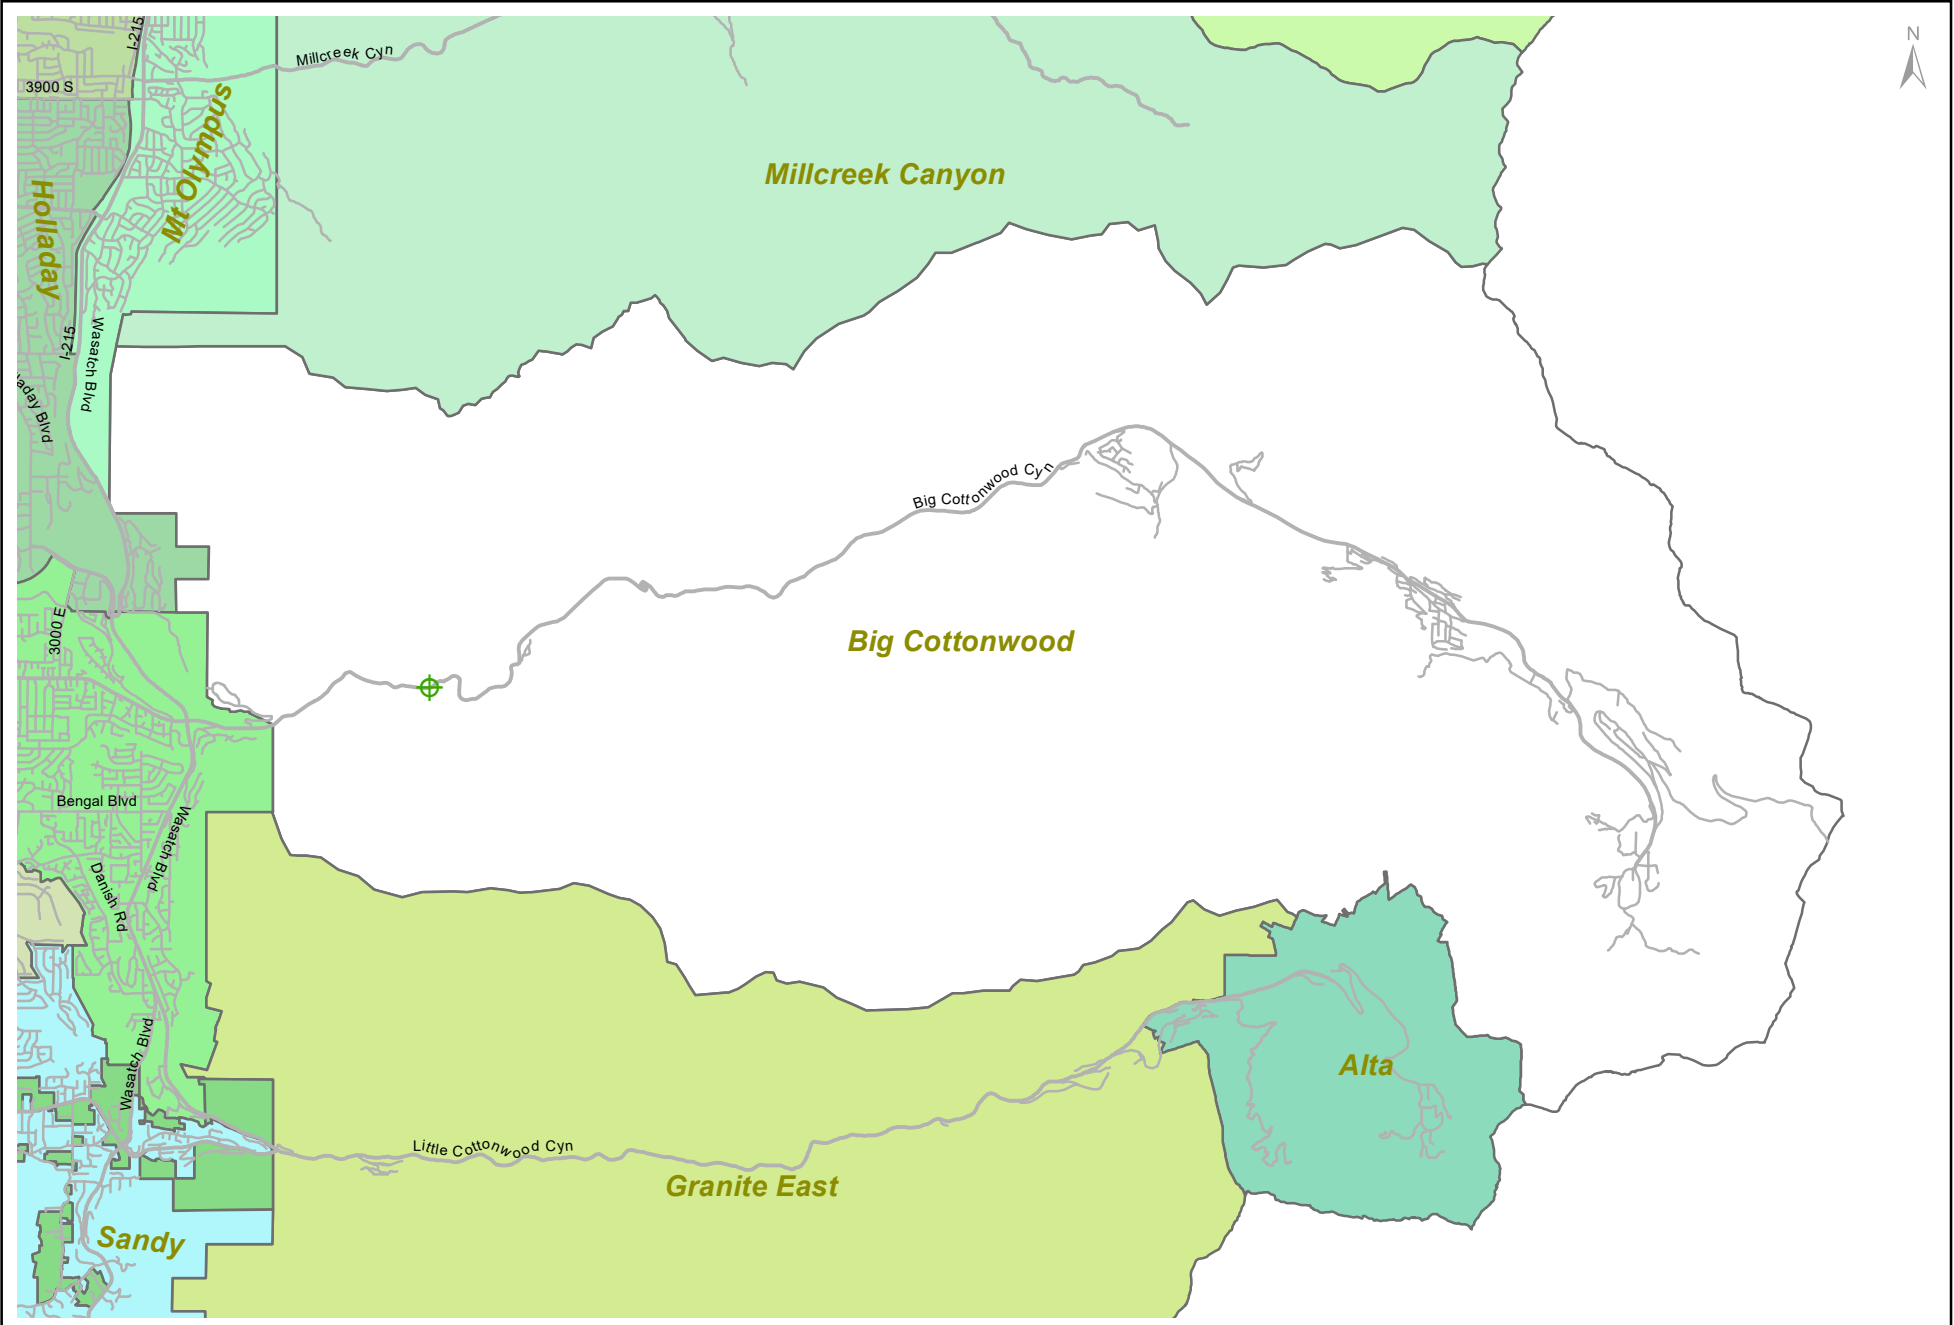 N
I-215
Millcreek Cyn
3900 S
Mt Olympus
Millcreek Canyon
Holladay
I-215
Wasatch Blvd
laday Blvd
Big Cottonwood Cyn
3000 E
Big Cottonwood
Bengal Blvd
Wasatch Blvd
Danish Rd
Wasatch Blvd
Alta
Little Cottonwood Cyn
Granite East
Sandy